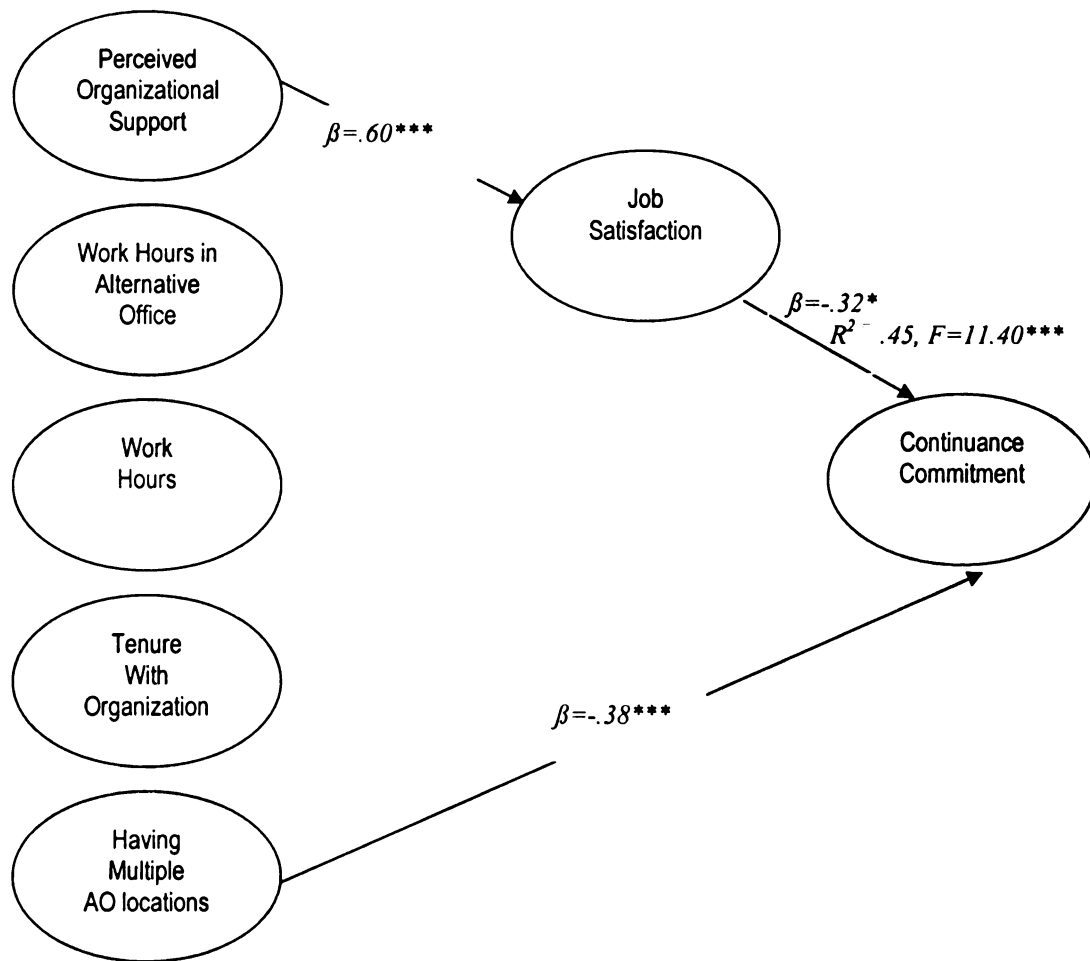 Perceived
Organizational
Support
β=.60***
Job
Satisfaction
Work Hours in
Alternative
Office
β=-.32*
R² - .45, F=11.40***
Work
Hours
Continuance
Commitment
Tenure
With
Organization
β=-.38***
Having
Multiple
AO locations